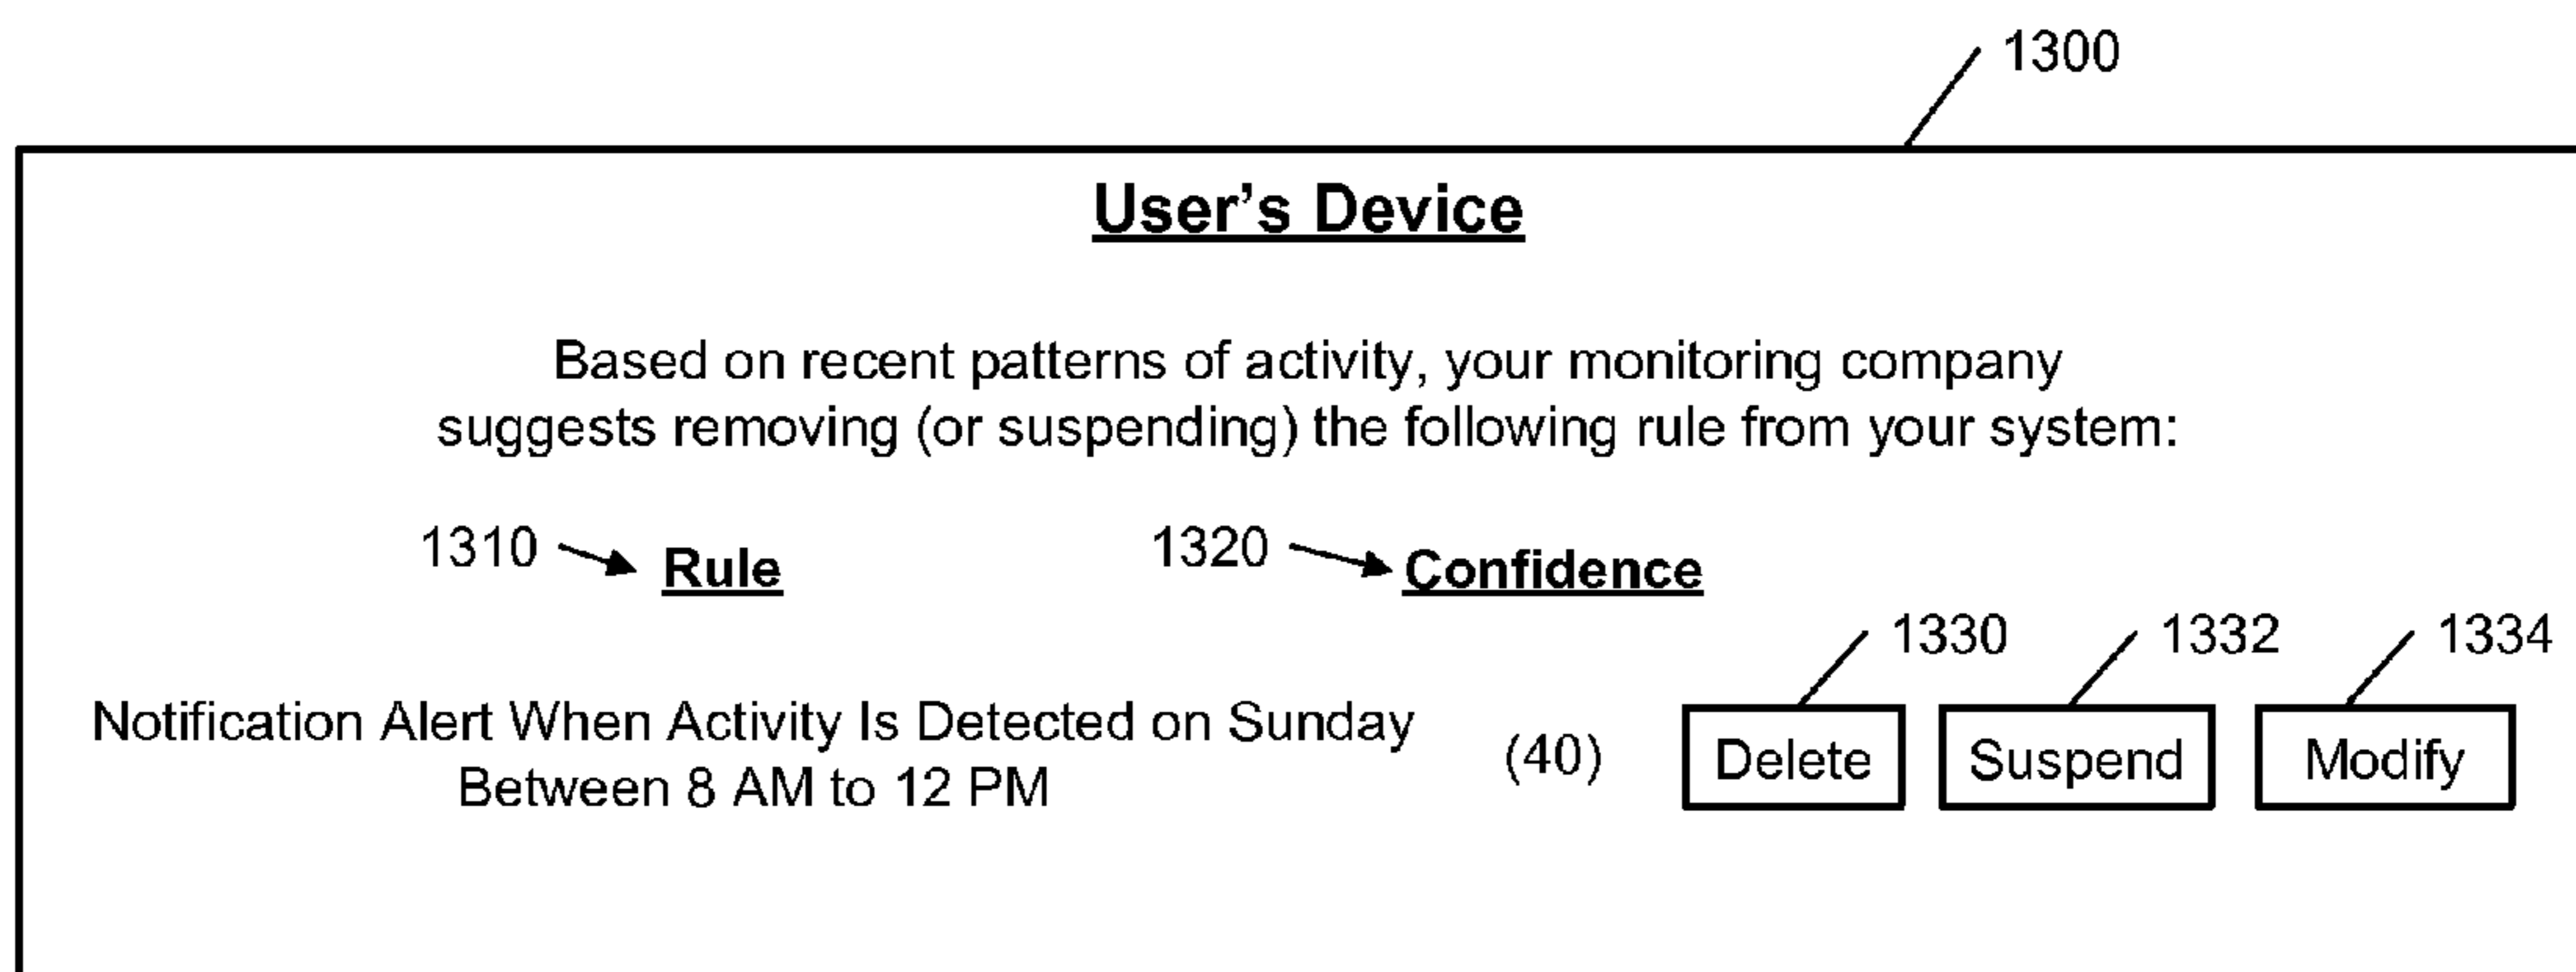 1300
User's Device
Based on recent patterns of activity, your monitoring company
suggests removing (or suspending) the following rule from your system:
1310 Rule 1320 Confidence
1330 1332 1334
Notification Alert When Activity Is Detected on Sunday
Between 8 AM to 12 PM
(40) Delete Suspend Modify